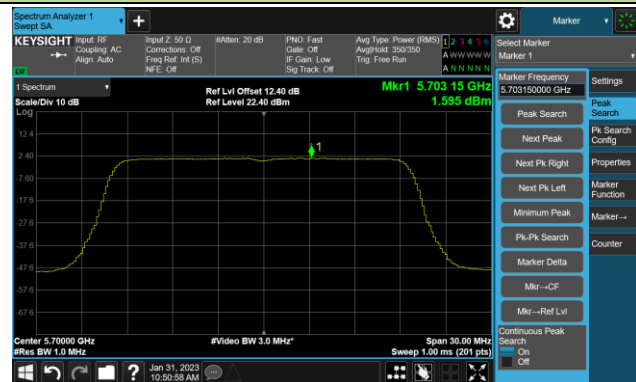 Spectrum Analyzer 1
Swept SA
Marker
KEYSIGHT
Input: RF
Coupling: AC
Align: Auto
Input Z: 50 Ω
Corrections: Off
Freq Ref: Int (S)
NFE: Off
#Atten: 20 dB
PNO: Fast
Gate: Off
IF Gain: Low
Sig Track: Off
Avg Type: Power (RMS)
Avg|Hold: 350/350
Trig: Free Run
1 2 3 4 5 6
A W W W W W
A N N N N N
Select Marker
Marker 1
1 Spectrum
Scale/Div 10 dB
Log
Ref Lvl Offset 12.40 dB
Ref Level 22.40 dBm
Mkr1 5.703 15 GHz
1.595 dBm
12.4
2.40
-7.60
-17.6
-27.6
-37.6
-47.6
-57.6
-67.6
1
Center 5.70000 GHz
#Res BW 1.0 MHz
#Video BW 3.0 MHz*
Span 30.00 MHz
Sweep 1.00 ms (201 pts)
Marker Frequency
5.703150000 GHz
Peak Search
Next Peak
Next Pk Right
Next Pk Left
Minimum Peak
Pk-Pk Search
Marker Delta
Mkr→CF
Mkr→Ref Lvl
Continuous Peak
Search
On
Off
Settings
Peak
Search
Pk Search
Config
Properties
Marker
Function
Marker→
Counter
Jan 31, 2023
10:50:58 AM